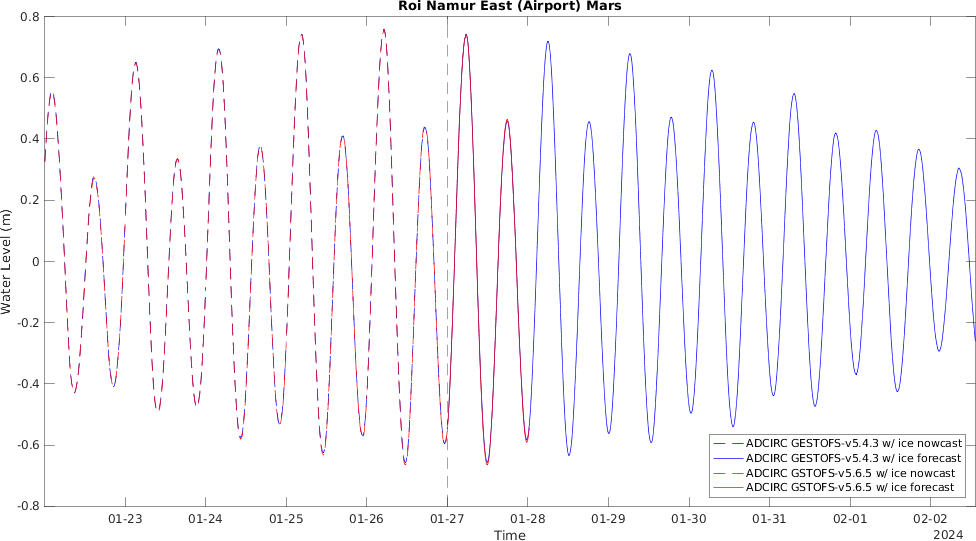 Roi Namur East (Airport) Mars
Water Level (m)
0.8
0.6
0.4
0.2
0
-0.2
-0.4
-0.6
-0.8
ADCIRC GESTOFS-v5.4.3 w/ ice nowcast
ADCIRC GESTOFS-v5.4.3 w/ ice forecast
ADCIRC GSTOFS-v5.6.5 w/ ice nowcast
ADCIRC GSTOFS-v5.6.5 w/ ice forecast
01-23 01-24 01-25 01-26 01-27 01-28 01-29 01-30 01-31 02-01 02-02
Time
2024